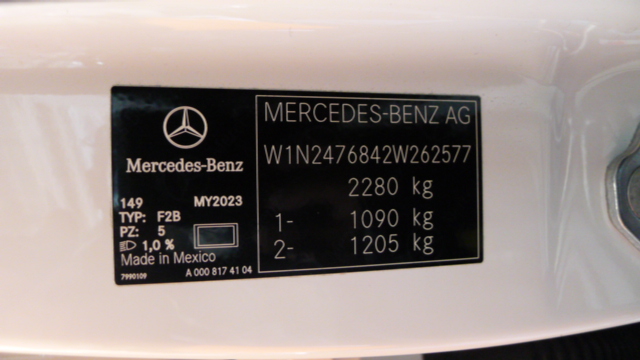 Mercedes-Benz
149 MY2023
TYP: F2B
PZ: 5
1,0 %
Made in Mexico
7990109 A 000 817 41 04
MERCEDES-BENZ AG
W1N2476842W262577
2280 kg
1- 1090 kg
2- 1205 kg